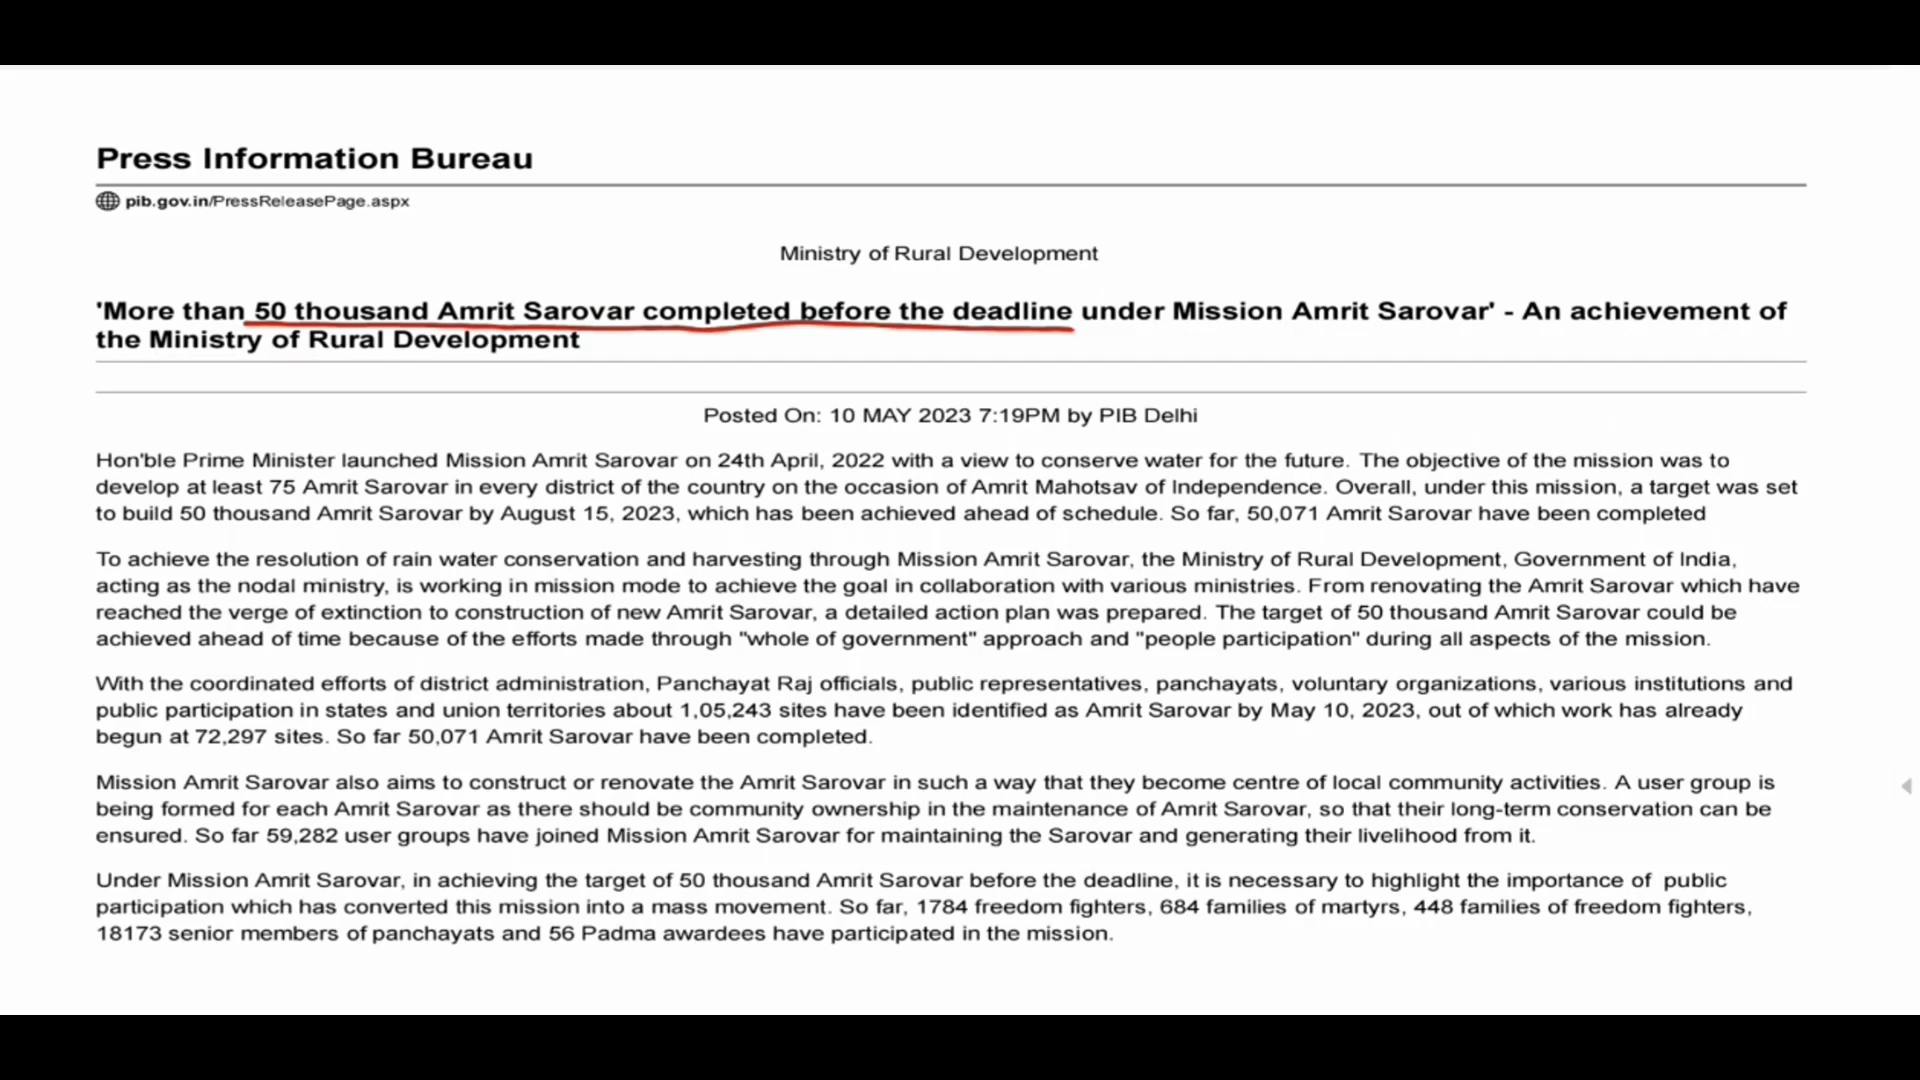 Press Information Bureau
pib.gov.in/PressReleasePage.aspx
Ministry of Rural Development
'More than 50 thousand Amrit Sarovar completed before the deadline under Mission Amrit Sarovar' - An achievement of
the Ministry of Rural Development
Posted On: 10 MAY 2023 7:19PM by PIB Delhi
Hon'ble Prime Minister launched Mission Amrit Sarovar on 24th April, 2022 with a view to conserve water for the future. The objective of the mission was to
develop at least 75 Amrit Sarovar in every district of the country on the occasion of Amrit Mahotsav of Independence. Overall, under this mission, a target was set
to build 50 thousand Amrit Sarovar by August 15, 2023, which has been achieved ahead of schedule. So far, 50,071 Amrit Sarovar have been completed
To achieve the resolution of rain water conservation and harvesting through Mission Amrit Sarovar, the Ministry of Rural Development, Government of India,
acting as the nodal ministry, is working in mission mode to achieve the goal in collaboration with various ministries. From renovating the Amrit Sarovar which have
reached the verge of extinction to construction of new Amrit Sarovar, a detailed action plan was prepared. The target of 50 thousand Amrit Sarovar could be
achieved ahead of time because of the efforts made through "whole of government" approach and "people participation" during all aspects of the mission.
With the coordinated efforts of district administration, Panchayat Raj officials, public representatives, panchayats, voluntary organizations, various institutions and
public participation in states and union territories about 1,05,243 sites have been identified as Amrit Sarovar by May 10, 2023, out of which work has already
begun at 72,297 sites. So far 50,071 Amrit Sarovar have been completed.
Mission Amrit Sarovar also aims to construct or renovate the Amrit Sarovar in such a way that they become centre of local community activities. A user group is
being formed for each Amrit Sarovar as there should be community ownership in the maintenance of Amrit Sarovar, so that their long-term conservation can be
ensured. So far 59,282 user groups have joined Mission Amrit Sarovar for maintaining the Sarovar and generating their livelihood from it.
Under Mission Amrit Sarovar, in achieving the target of 50 thousand Amrit Sarovar before the deadline, it is necessary to highlight the importance of public
participation which has converted this mission into a mass movement. So far, 1784 freedom fighters, 684 families of martyrs, 448 families of freedom fighters,
18173 senior members of panchayats and 56 Padma awardees have participated in the mission.